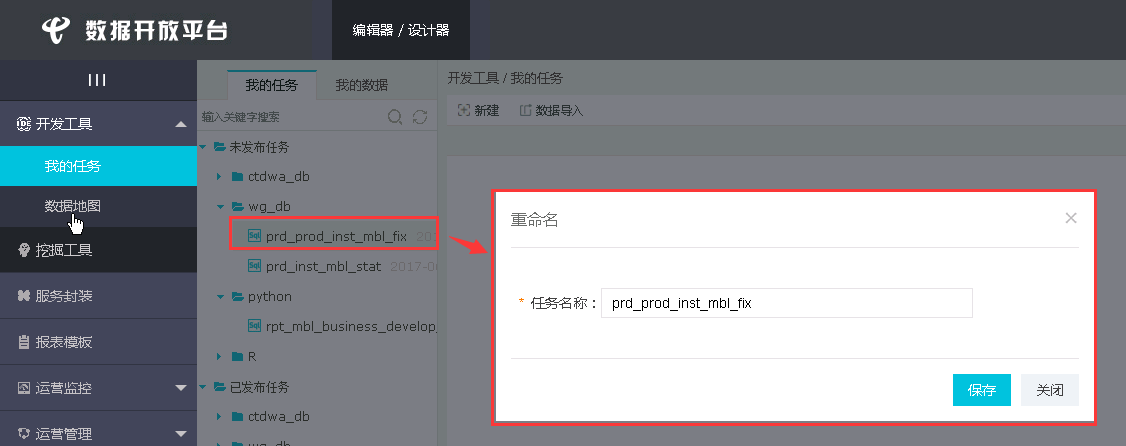 数据开放平台
编辑器 / 设计器
开发工具
我的任务
数据地图
挖掘工具
服务封装
报表模板
运营监控
运营管理
我的任务 我的数据
输入关键字搜索
未发布任务
ctdwa_db
wg_db
prd_prod_inst_mbl_fix 20
prd_inst_mbl_stat 2017-0
python
rpt_mbl_business_develop_
R
已发布任务
ctdwa_db
wg_db
开发工具 / 我的任务
新建 数据导入
重命名
* 任务名称： prd_prod_inst_mbl_fix
保存 关闭